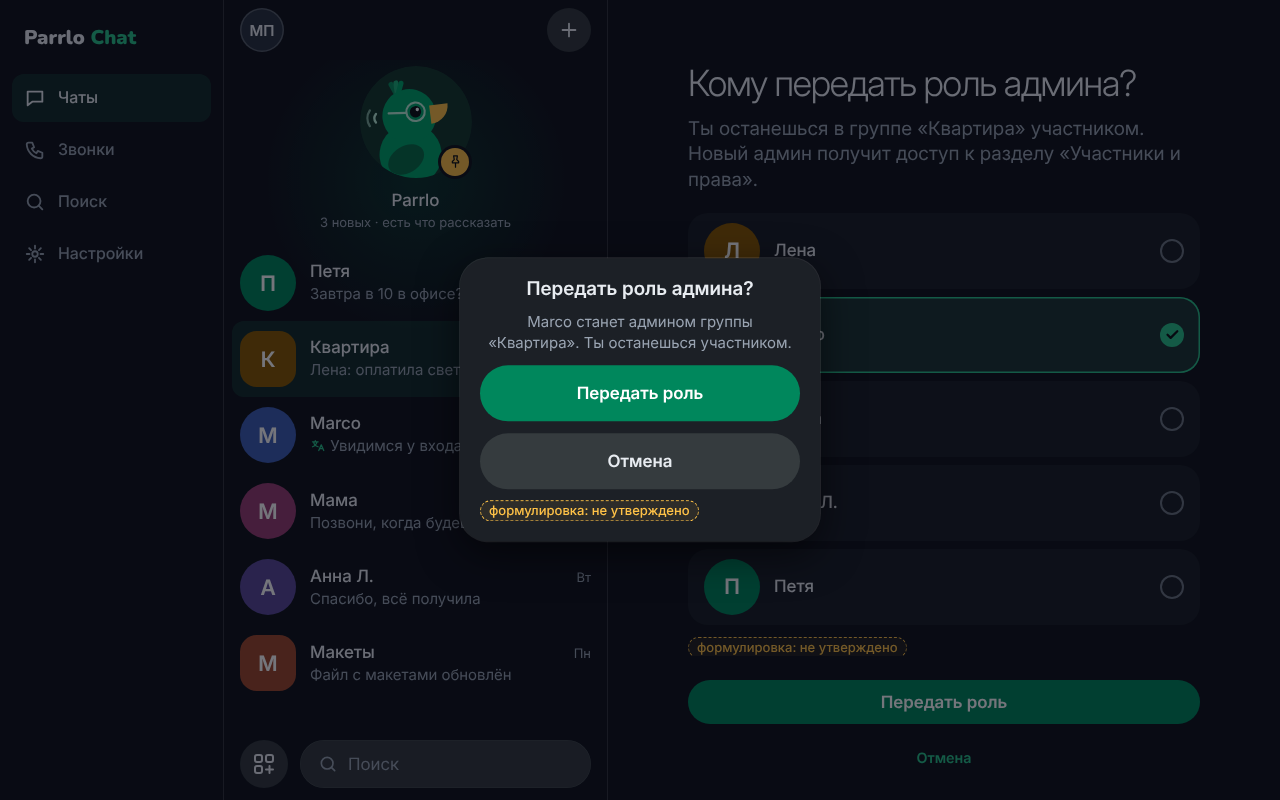 Parrlo Chat
Чаты
Звонки
Поиск
Настройки
МП
Parrlo
3 новых · есть что рассказать
П
Петя
Завтра в 10 в офисе?
К
Квартира
Лена: оплатила свет
M
Marco
Увидимся у входа
М
Мама
Позвони, когда
А
Анна Л.
Вт
Спасибо, всё получила
М
Макеты
Пн
Файл с макетами обновлён
Поиск
Кому передать роль админа?
Ты останешься в группе «Квартира» участником.
Новый админ получит доступ к разделу «Участники и
права».
Л
Лена
Л.
П
Петя
формулировка: не утверждено
Передать роль
Отмена
Передать роль админа?
Marco станет админом группы
«Квартира». Ты останешься участником.
Передать роль
Отмена
формулировка: не утверждено